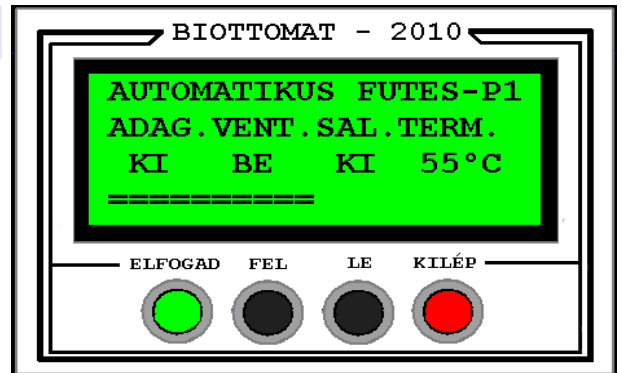 BIOTTOMAT - 2010
AUTOMATIKUS FUTES-P1
ADAG.VENT.SAL.TERM.
KI BE KI 55°C
==========
ELFOGAD FEL LE KILÉP